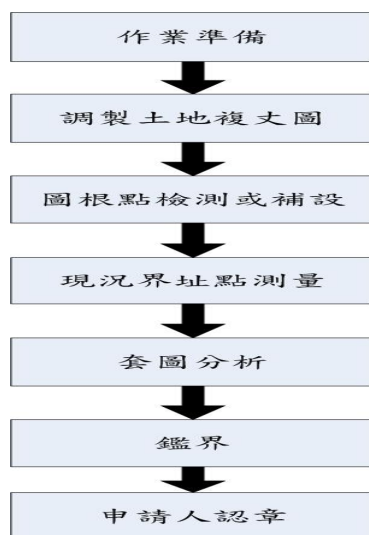 作業準備
調製土地複丈圖
圖根點檢測或補設
現況界址點測量
套圖分析
鑑界
申請人認章